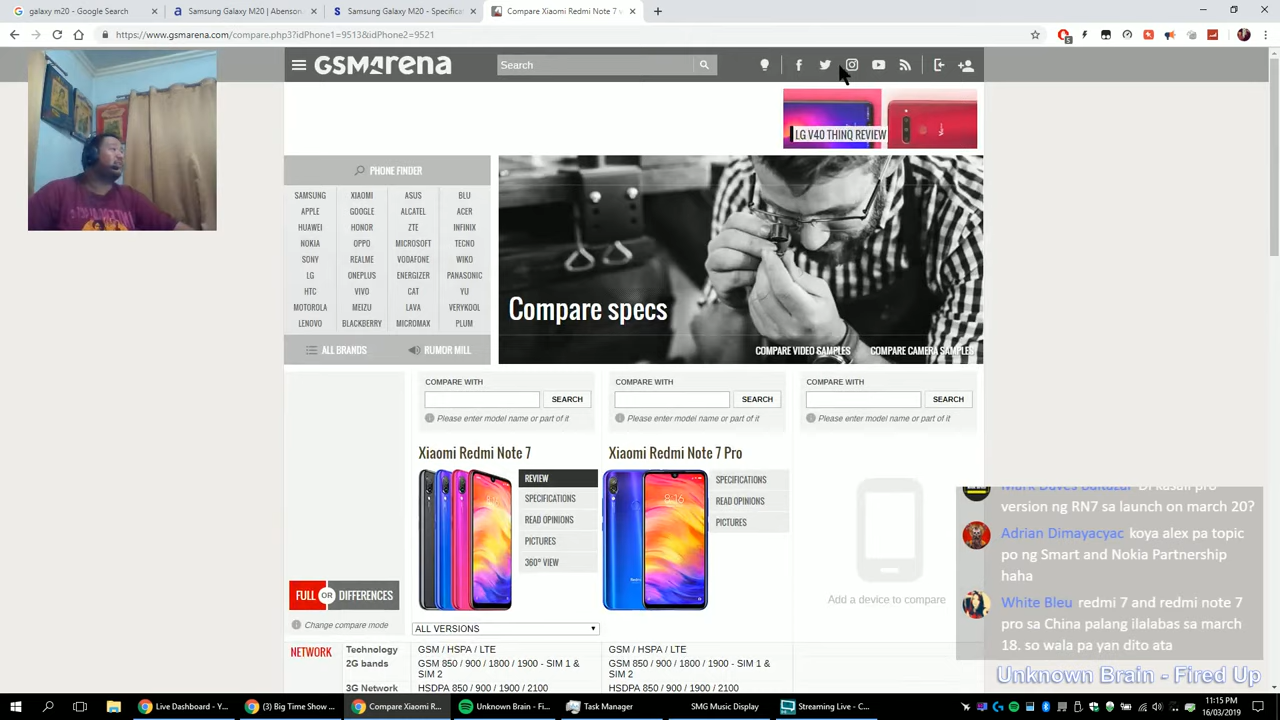 galaxy m20 - Google Search
Samsung Galaxy M20 | Abenson.
Samsung Galaxy M20 - Specificat
Compare Xiaomi Redmi Note 7 v
https://www.gsmarena.com/compare.php3?idPhone1=9513&idPhone2=9521
5
GSMArena
Search
LG V40 THINQ REVIEW
PHONE FINDER
SAMSUNG XIAOMI ASUS BLU
APPLE GOOGLE ALCATEL ACER
HUAWEI HONOR ZTE INFINIX
NOKIA OPPO MICROSOFT TECNO
SONY REALME VODAFONE WIKO
LG ONEPLUS ENERGIZER PANASONIC
HTC VIVO CAT YU
MOTOROLA MEIZU LAVA VERYKOOL
LENOVO BLACKBERRY MICROMAX PLUM
ALL BRANDS RUMOR MILL
Compare specs
COMPARE VIDEO SAMPLES COMPARE CAMERA SAMPLES
COMPARE WITH COMPARE WITH COMPARE WITH
SEARCH SEARCH SEARCH
Please enter model name or part of it Please enter model name or part of it Please enter model name or part of it
Xiaomi Redmi Note 7 Xiaomi Redmi Note 7 Pro
REVIEW
SPECIFICATIONS
READ OPINIONS
PICTURES
360° VIEW
8:16
SPECIFICATIONS
READ OPINIONS
PICTURES
Add a device to compare
FULL OR DIFFERENCES
Change compare mode
ALL VERSIONS
NETWORK Technology GSM / HSPA / LTE GSM / HSPA / LTE
2G bands GSM 850 / 900 / 1800 / 1900 - SIM 1 & SIM 2 GSM 850 / 900 / 1800 / 1900 - SIM 1 & SIM 2
3G Network HSDPA 850 / 900 / 1900 / 2100 HSDPA 850 / 900 / 1900 / 2100
Mark Daves Baltazar Di kasali pro
version ng RN7 sa launch on march 20?
Adrian Dimayacyac koya alex pa topic
po ng Smart and Nokia Partnership
haha
White Bleu redmi 7 and redmi note 7
pro sa China palang ilalabas sa march
18. so wala pa yan dito ata
Unknown Brain - Fired Up
Live Dashboard - Y...
(3) Big Time Show ...
Compare Xiaomi R...
Unknown Brain - Fi...
Task Manager
SMG Music Display
Streaming Live - C...
11:15 PM
16/03/2019